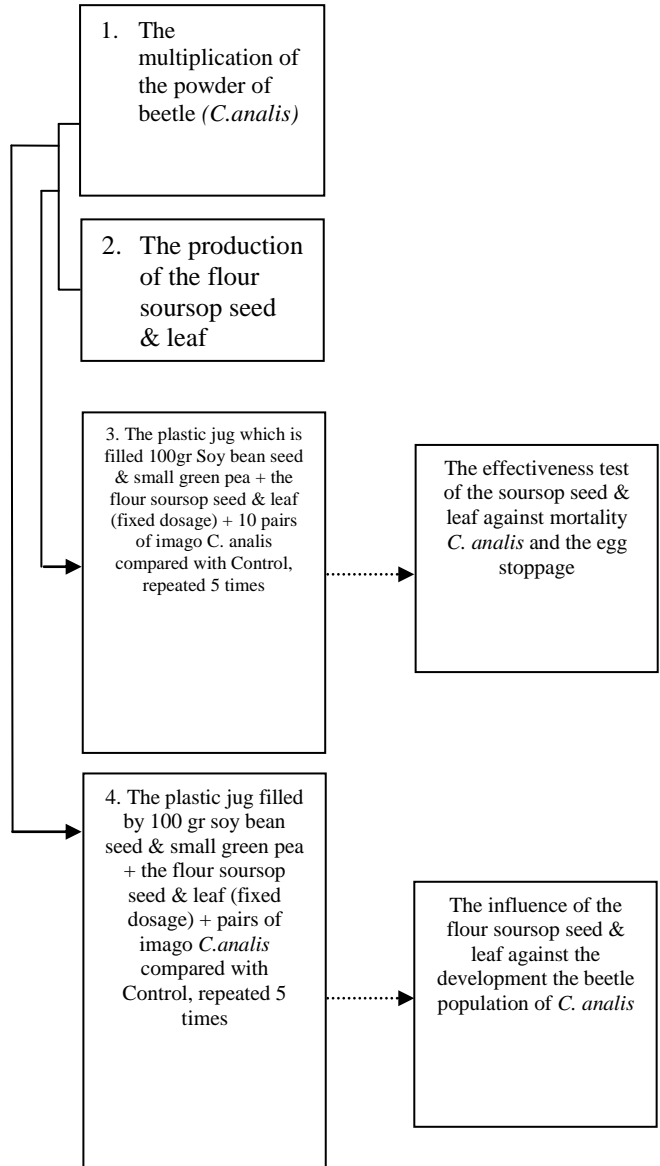 1. The
multiplication of
the powder of
beetle (C.analis)
2. The production
of the flour
soursop seed
& leaf
3. The plastic jug which is
filled 100gr Soy bean seed
& small green pea + the
flour soursop seed & leaf
(fixed dosage) + 10 pairs
of imago C. analis
compared with Control,
repeated 5 times
The effectiveness test
of the soursop seed &
leaf against mortality
C. analis and the egg
stoppage
4. The plastic jug filled
by 100 gr soy bean
seed & small green pea
+ the flour soursop
seed & leaf (fixed
dosage) + pairs of
imago C.analis
compared with
Control, repeated 5
times
The influence of the
flour soursop seed &
leaf against the
development the beetle
population of C. analis